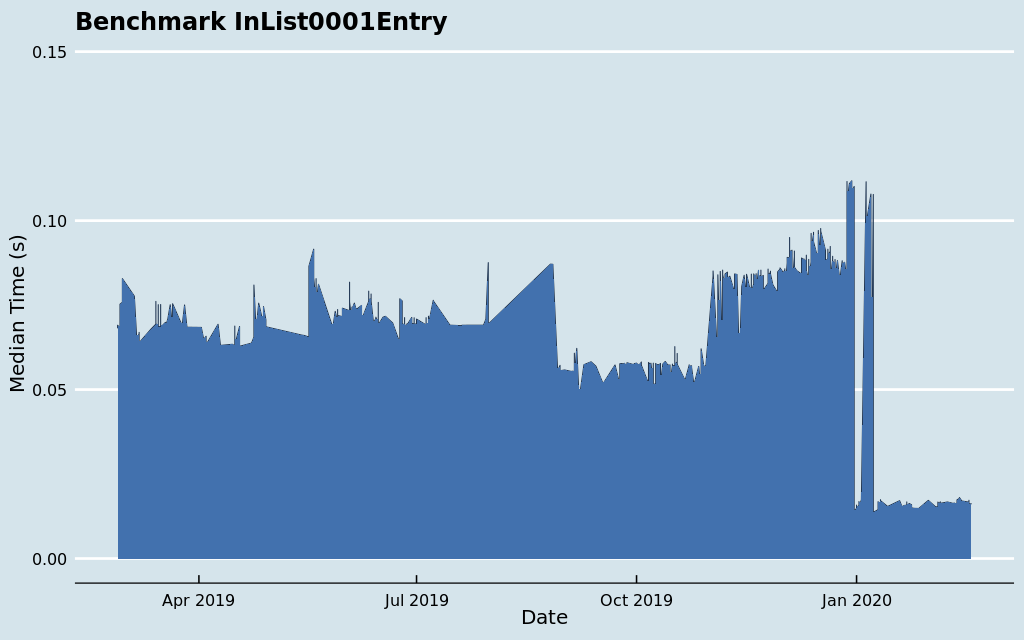 Benchmark InList0001Entry
0.15
0.10
0.05
0.00
Median Time (s)
Apr 2019
Jul 2019
Oct 2019
Jan 2020
Date